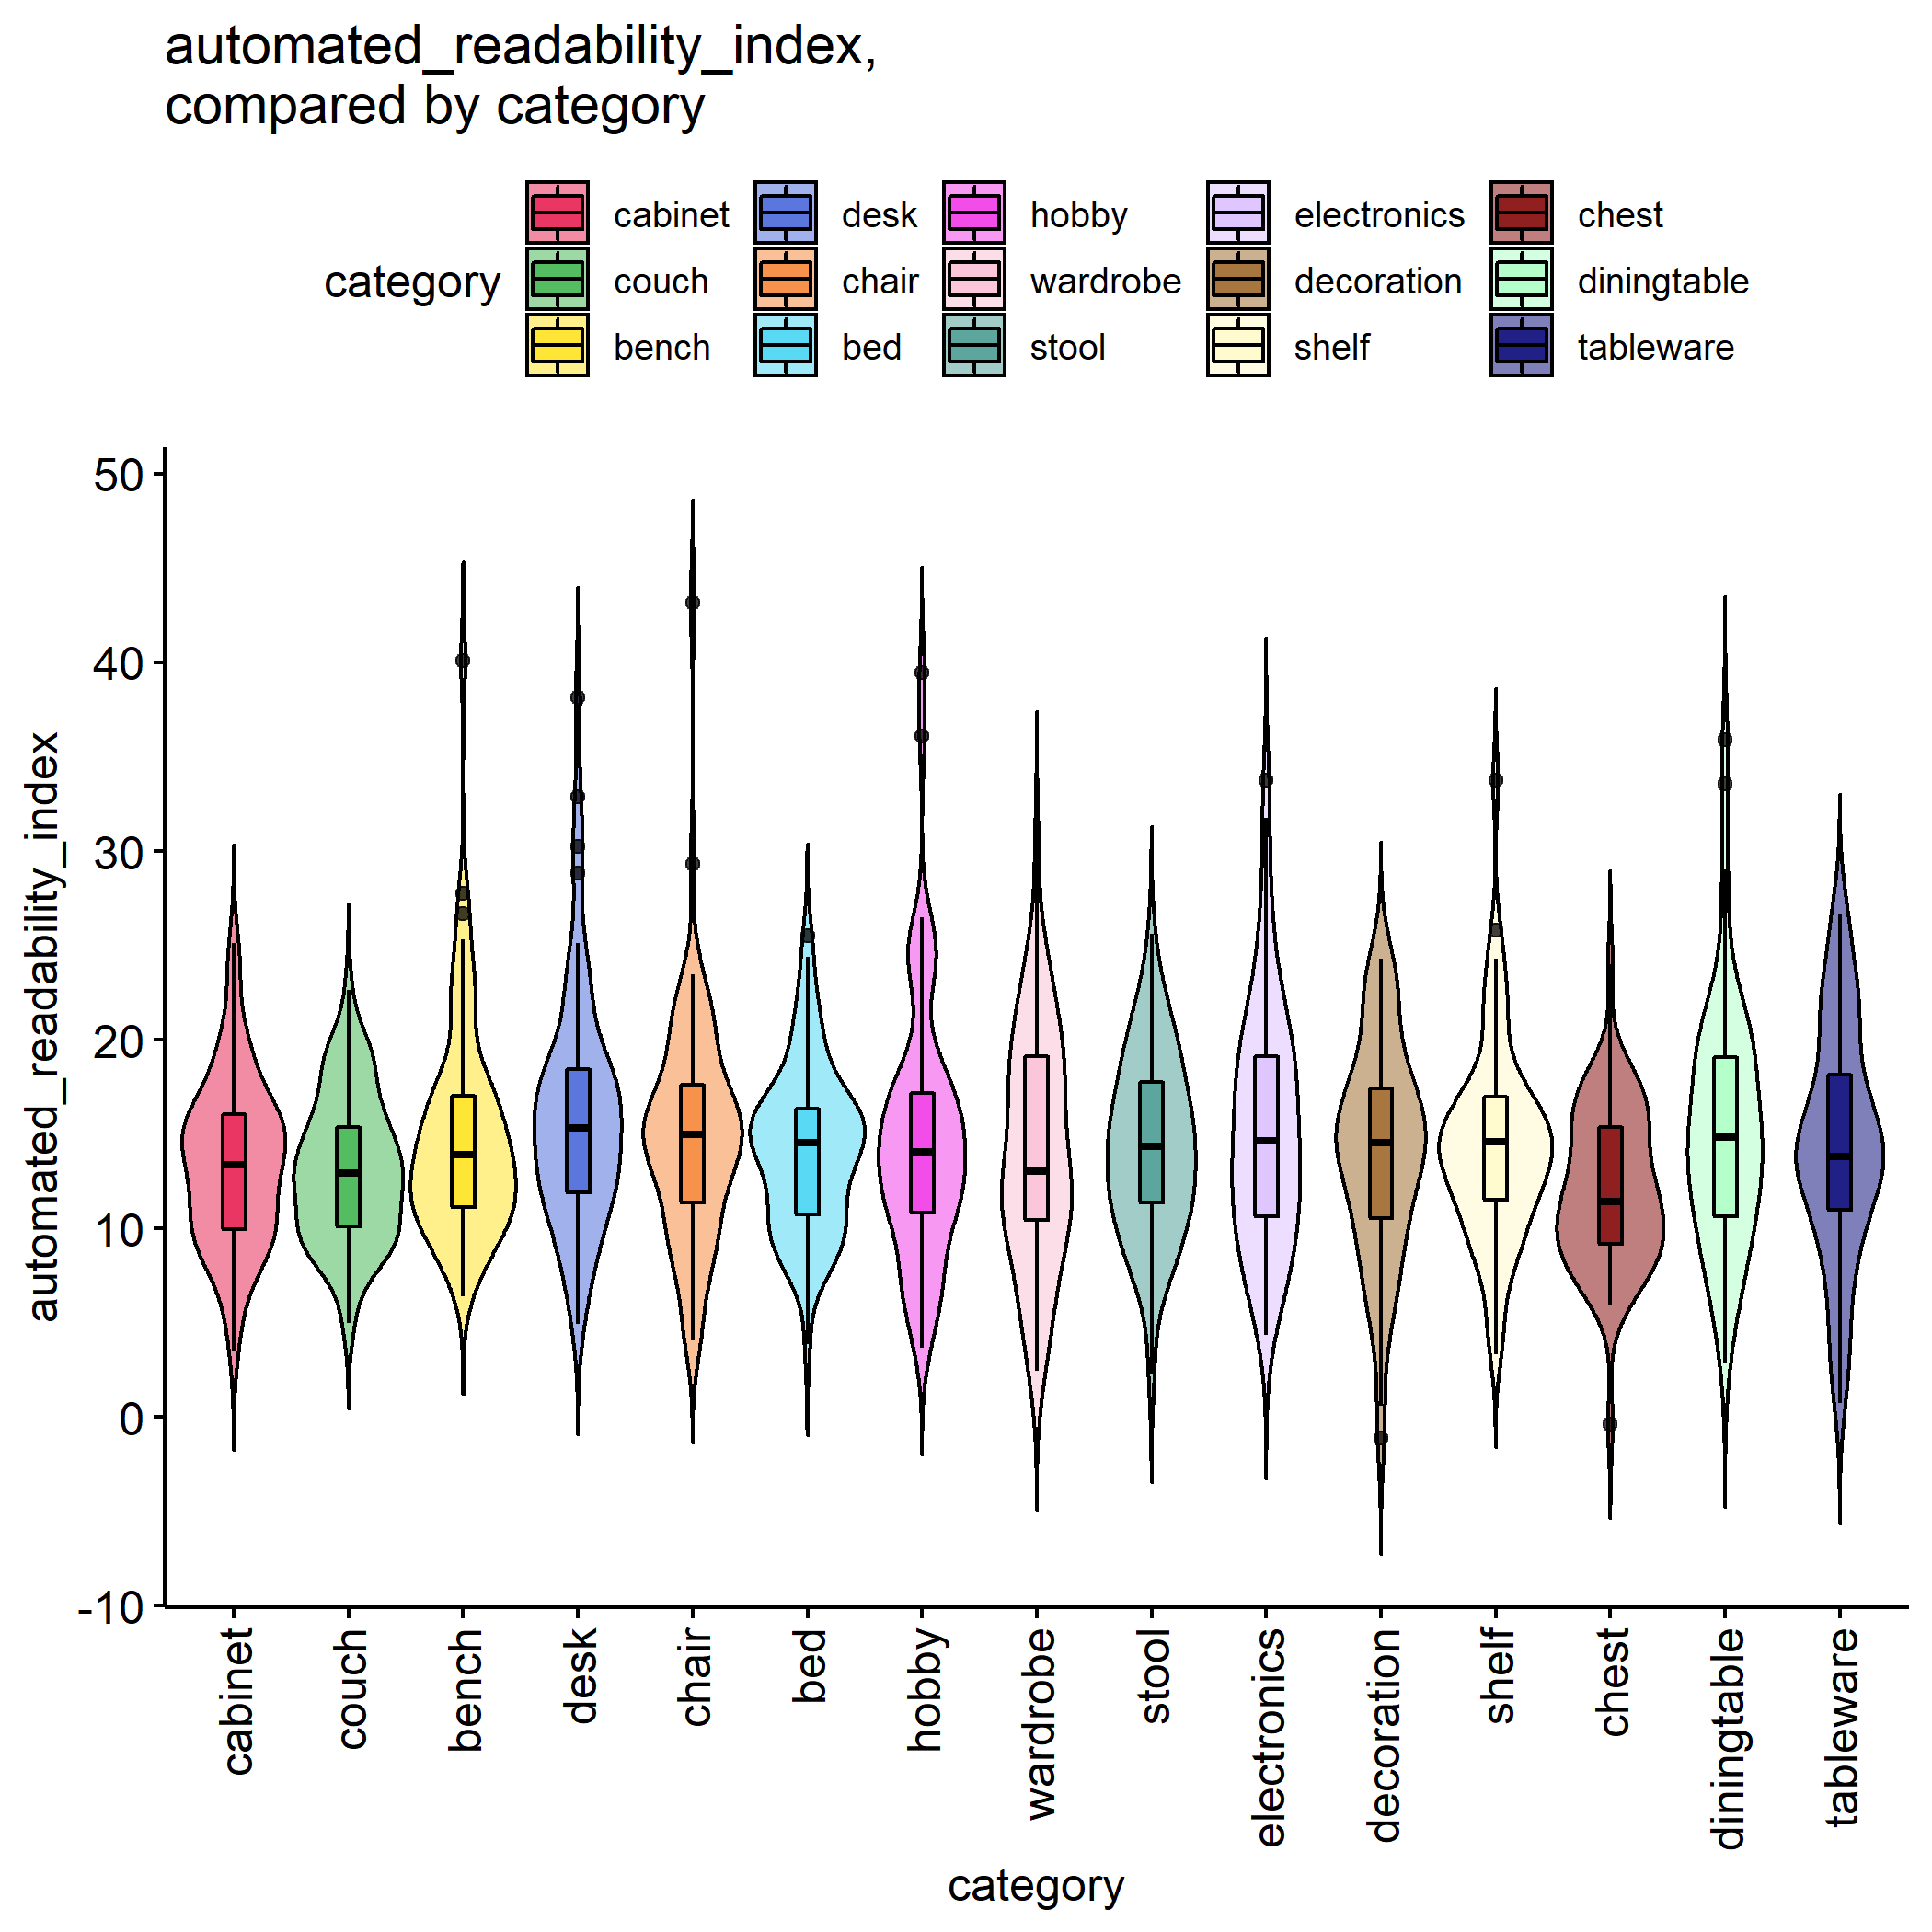 automated_readability_index,
compared by category
category
cabinet desk hobby electronics chest
couch chair wardrobe decoration diningtable
bench bed stool shelf tableware
automated_readability_index
50
40
30
20
10
0
-10
cabinet
couch
bench
desk
chair
bed
hobby
wardrobe
stool
electronics
decoration
shelf
chest
diningtable
tableware
category